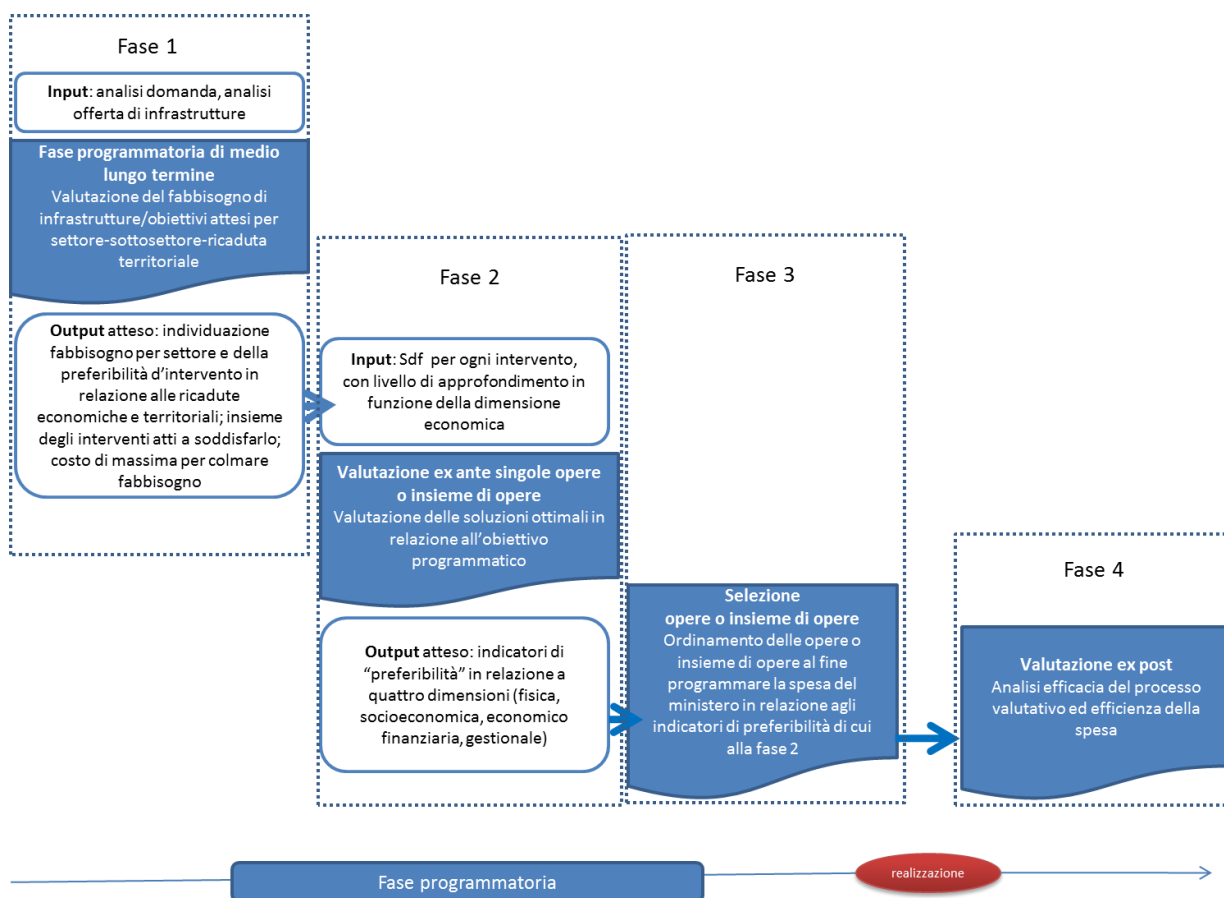 Fase 1
Input: analisi domanda, analisi
offerta di infrastrutture
Fase programmatoria di medio
lungo termine
Valutazione del fabbisogno di
infrastrutture/obiettivi attesi per
settore-sottosettore-ricaduta
territoriale
Output atteso: individuazione
fabbisogno per settore e della
preferibilità d’intervento in
relazione alle ricadute
economiche e territoriali; insieme
degli interventi atti a soddisfarlo;
costo di massima per colmare
fabbisogno
Fase 2
Input: Sdf per ogni intervento,
con livello di approfondimento in
funzione della dimensione
economica
Valutazione ex ante singole opere
o insieme di opere
Valutazione delle soluzioni ottimali in
relazione all’obiettivo
programmatico
Output atteso: indicatori di
“preferibilità” in relazione a
quattro dimensioni (fisica,
socioeconomica, economico
finanziaria, gestionale)
Fase 3
Selezione
opere o insieme di opere
Ordinamento delle opere o
insieme di opere al fine
programmare la spesa del
ministero in relazione agli
indicatori di preferibilità di cui
alla fase 2
Fase 4
Valutazione ex post
Analisi efficacia del processo
valutativo ed efficienza della
spesa
Fase programmatoria
realizzazione